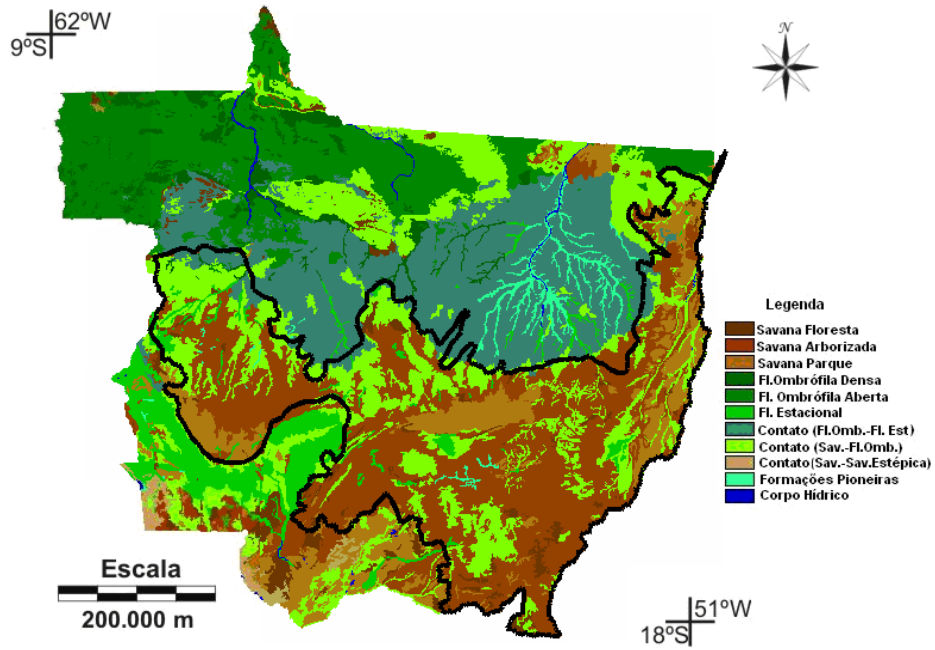 62ºW
9ºS
N
Legenda
Savana Floresta
Savana Arborizada
Savana Parque
Fl.Ombrófila Densa
Fl. Ombrófila Aberta
Fl. Estacional
Contato (Fl.Omb.-Fl. Est)
Contato (Sav.-Fl.Omb.)
Contato(Sav.-Sav.Estépica)
Formações Pioneiras
Corpo Hídrico
Escala
200.000 m
51ºW
18ºS